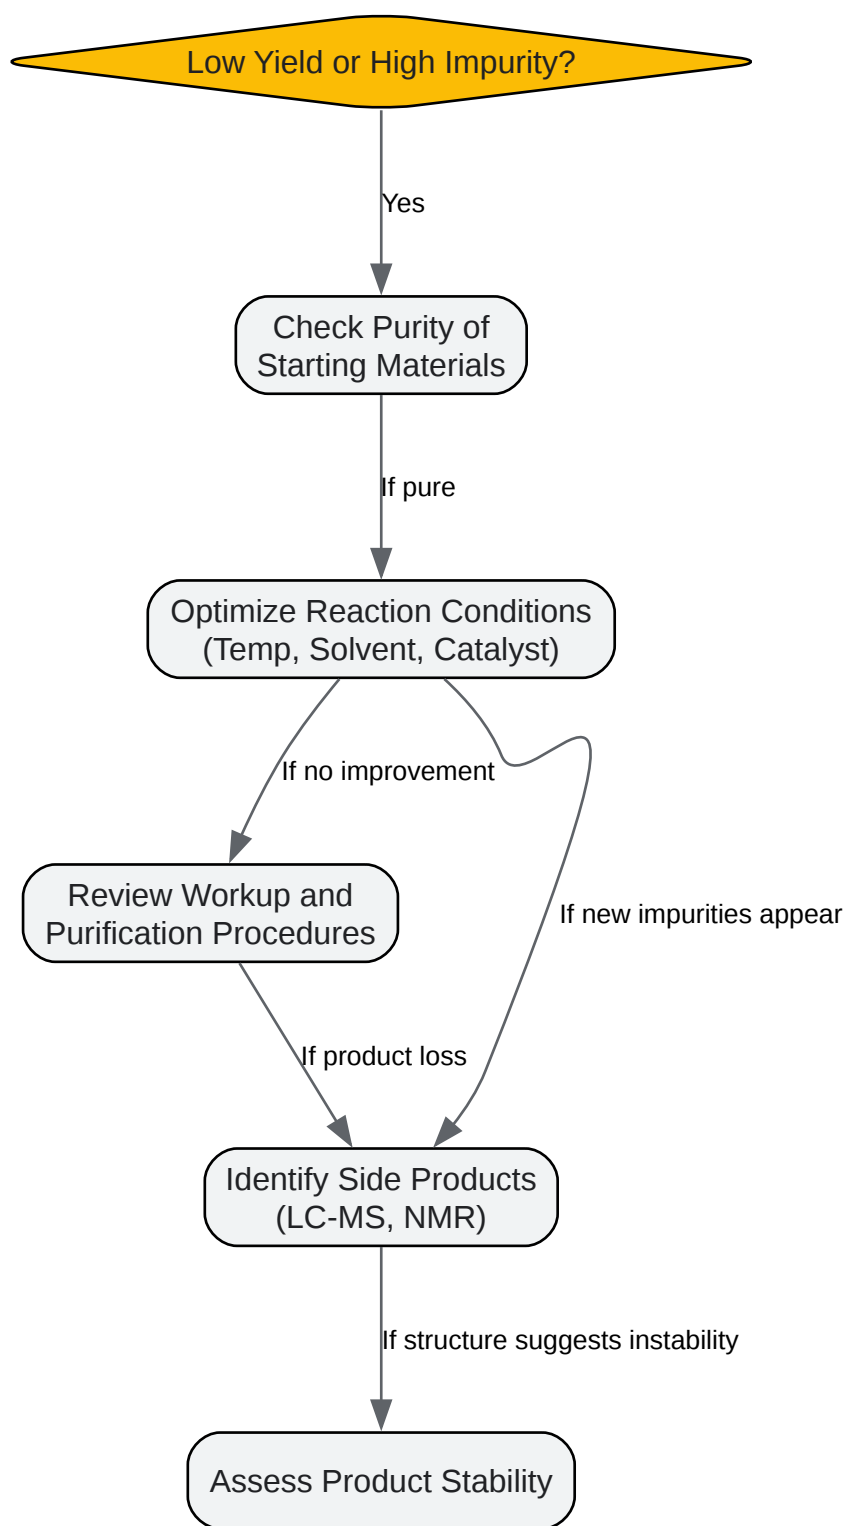 Low Yield or High Impurity?
Yes
Check Purity of
Starting Materials
If pure
Optimize Reaction Conditions
(Temp, Solvent, Catalyst)
If no improvement
Review Workup and
Purification Procedures
If new impurities appear
If product loss
Identify Side Products
(LC-MS, NMR)
If structure suggests instability
Assess Product Stability